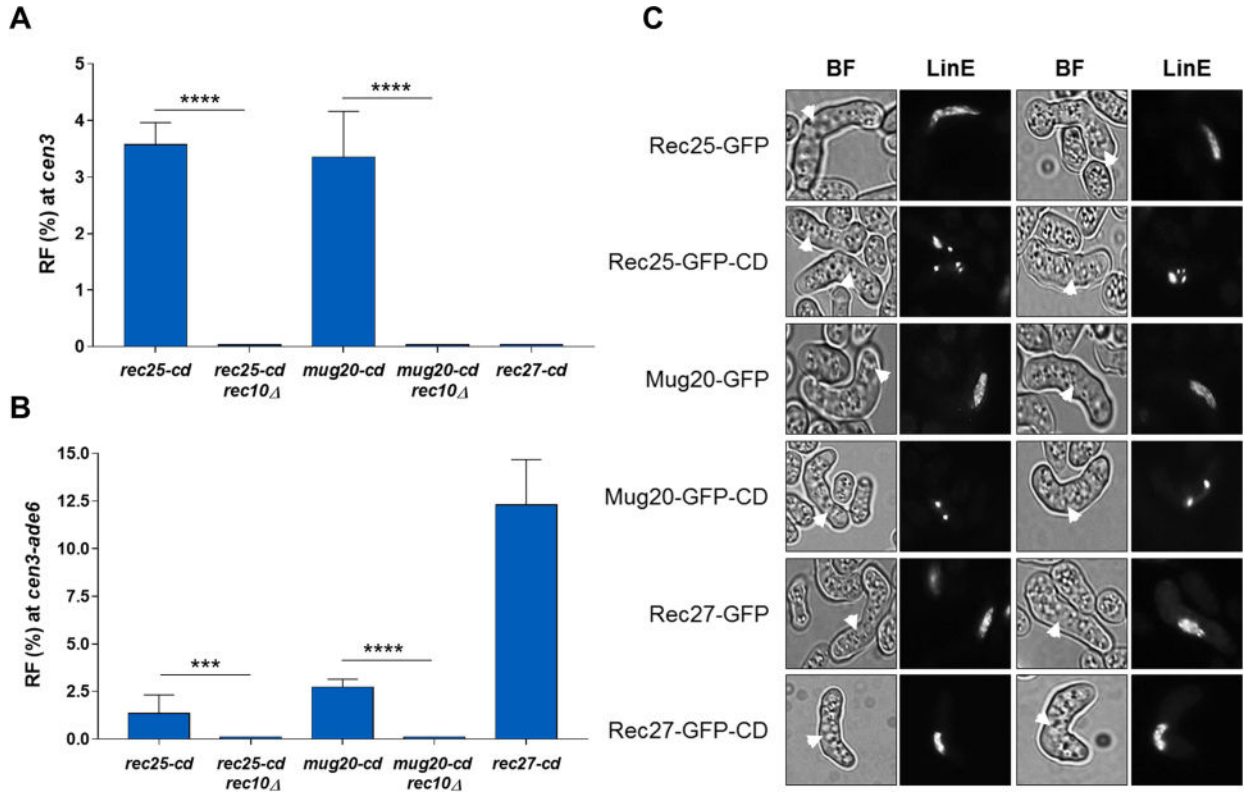 A
RF (%) at cen3
5
4
3
2
1
0
****
****
rec25-cd
rec25-cd
rec10Δ
mug20-cd
mug20-cd
rec10Δ
rec27-cd
B
RF (%) at cen3-ade6
15.0
12.5
10.0
7.5
5.0
2.5
0.0
***
****
rec25-cd
rec25-cd
rec10Δ
mug20-cd
mug20-cd
rec10Δ
rec27-cd
C
BF LinE BF LinE
Rec25-GFP
Rec25-GFP-CD
Mug20-GFP
Mug20-GFP-CD
Rec27-GFP
Rec27-GFP-CD